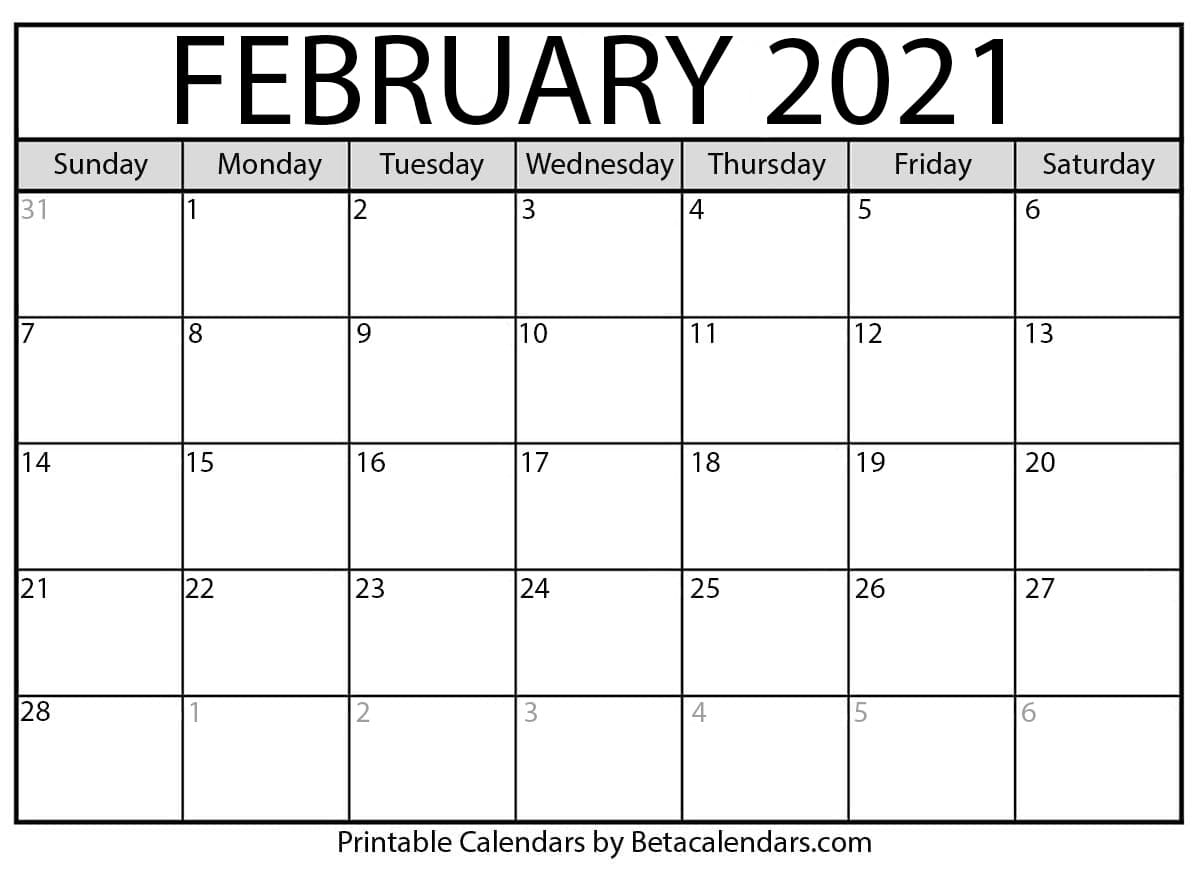 FEBRUARY 2021
Sunday Monday Tuesday Wednesday Thursday Friday Saturday
31 1 2 3 4 5 6
7 8 9 10 11 12 13
14 15 16 17 18 19 20
21 22 23 24 25 26 27
28 1 2 3 4 5 6
Printable Calendars by Betacalendars.com